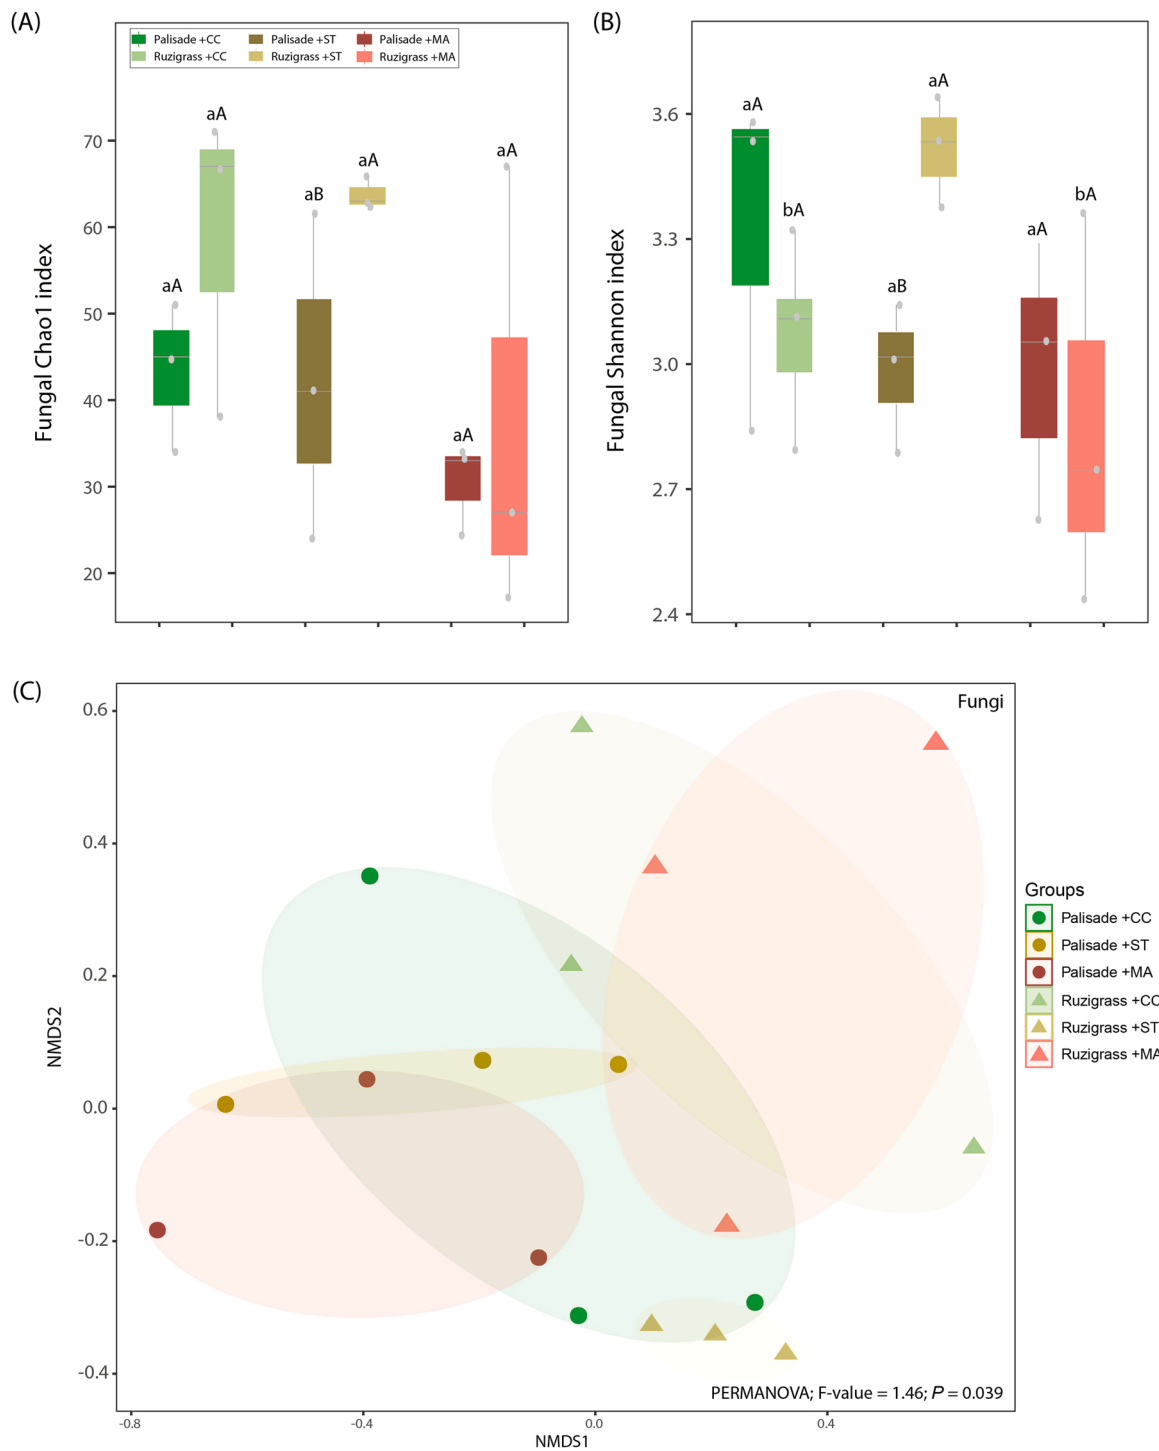 (A)
Palisade +CC Palisade +ST Palisade +MA
Ruzigrass +CC Ruzigrass +ST Ruzigrass +MA
Fungal Chao1 index
70
60
50
40
30
20
aA
aA
aB
aA
aA
aA
(B)
Fungal Shannon index
3.6
3.3
3.0
2.7
2.4
aA
bA
aB
aA
aA
bA
(C)
Fungi
NMDS2
0.6
0.4
0.2
0.0
-0.2
-0.4
PERMANOVA; F-value = 1.46; P = 0.039
-0.8 -0.4 0.0 0.4
NMDS1
Groups
Palisade +CC
Palisade +ST
Palisade +MA
Ruzigrass +CC
Ruzigrass +ST
Ruzigrass +MA